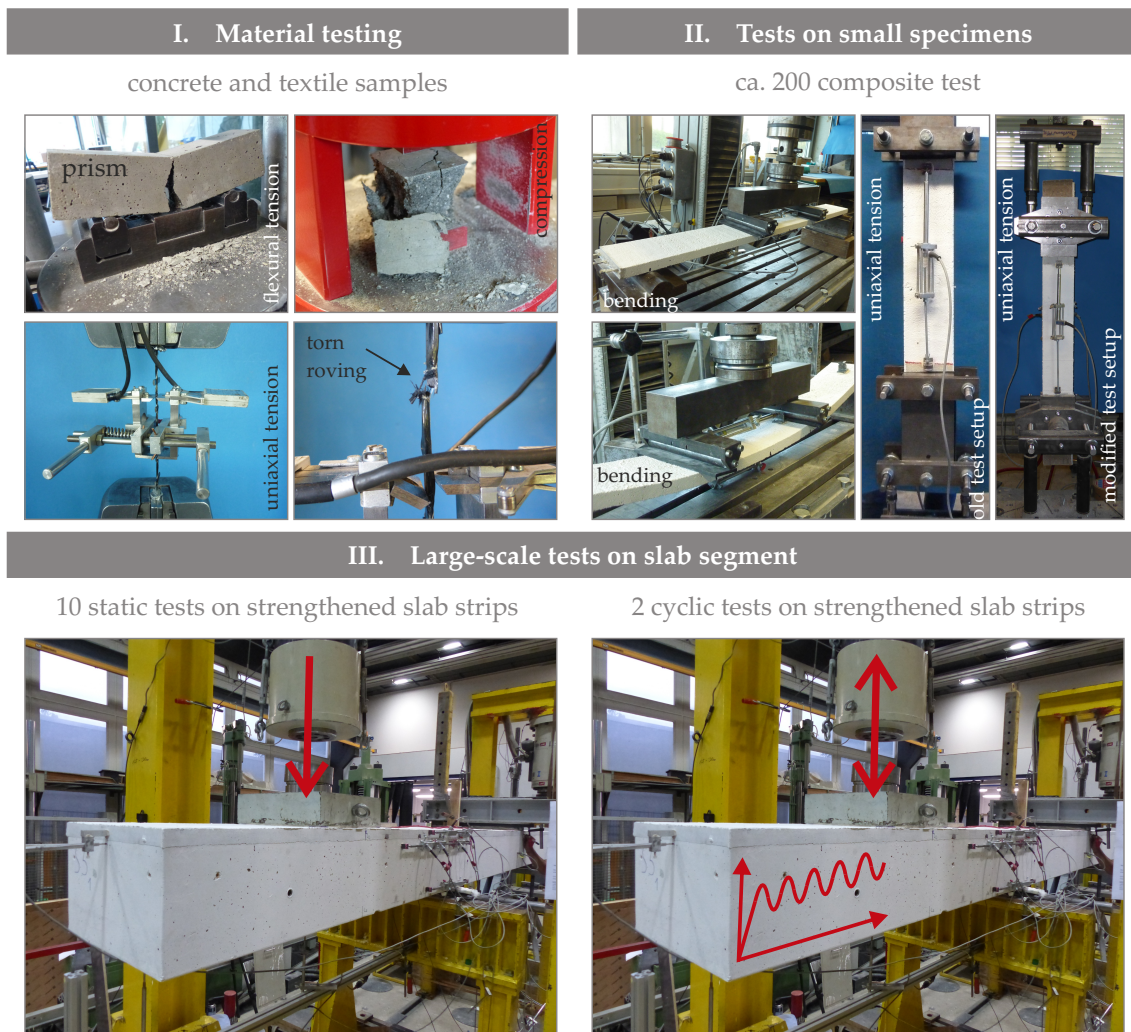 I. Material testing
concrete and textile samples
prism
flexural tension
compression
uniaxial tension
torn
roving
II. Tests on small specimens
ca. 200 composite test
bending
bending
uniaxial tension
old test setup
uniaxial tension
modified test setup
III. Large-scale tests on slab segment
10 static tests on strengthened slab strips
2 cyclic tests on strengthened slab strips